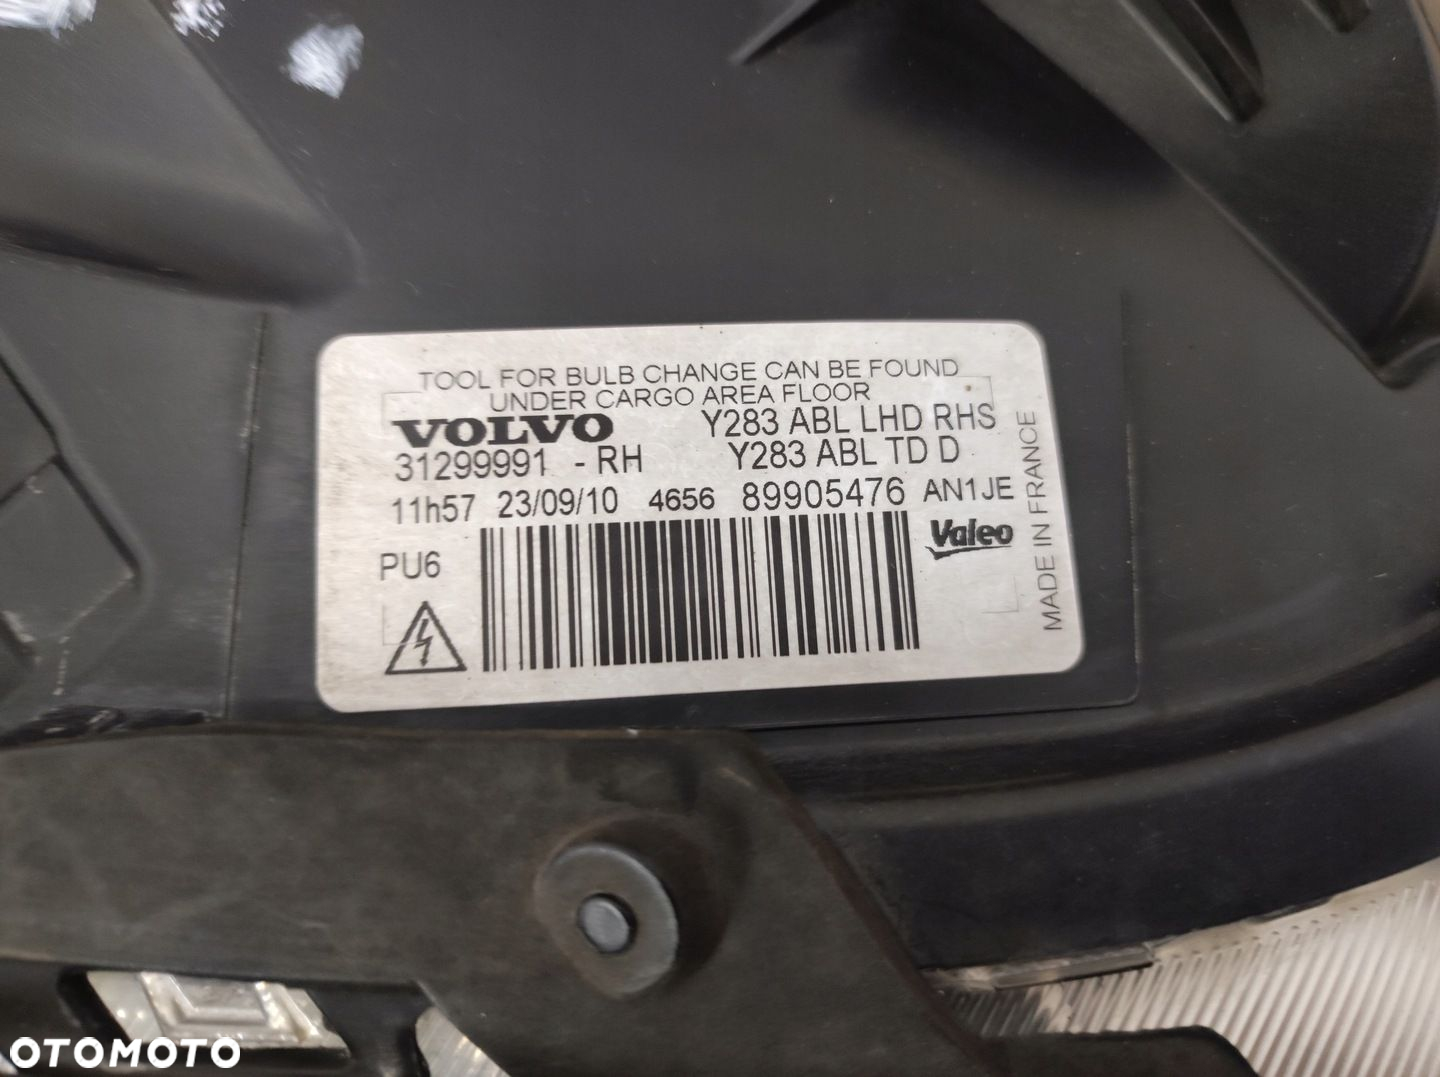 TOOL FOR BULB CHANGE CAN BE FOUND
UNDER CARGO AREA FLOOR
VOLVO Y283 ABL LHD RHS
31299991 - RH Y283 ABL TD D
11h57 23/09/10 4656 89905476 AN1JE
PU6
Valeo
MADE IN FRANCE
OTOMOTO